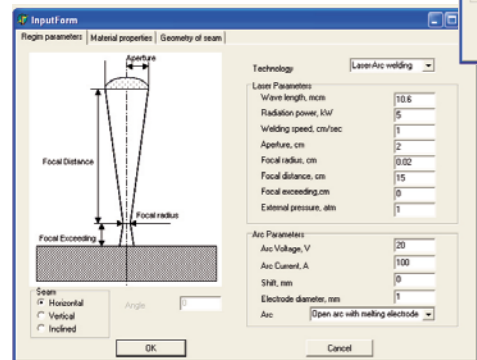 InputForm
Regim parameters Material properties Geometry of seam
Aperture
Focal Distance
Focal radius
Focal Exceeding
Seam
Horizontal
Vertical
Inclined
Angle 0
Technology Laser-Arc welding
Laser Parameters
Wave length, mcm 10.6
Radiation power, kW 5
Welding speed, cm/sec 1
Aperture, cm 2
Focal radius, cm 0.02
Focal distance, cm 15
Focal exceeding,cm 0
External pressure, atm 1
Arc Parameters
Arc Voltage, V 20
Arc Current, A 100
Shift, mm 0
Electrode diameter, mm 1
Arc Open arc with melting electrode
OK Cancel